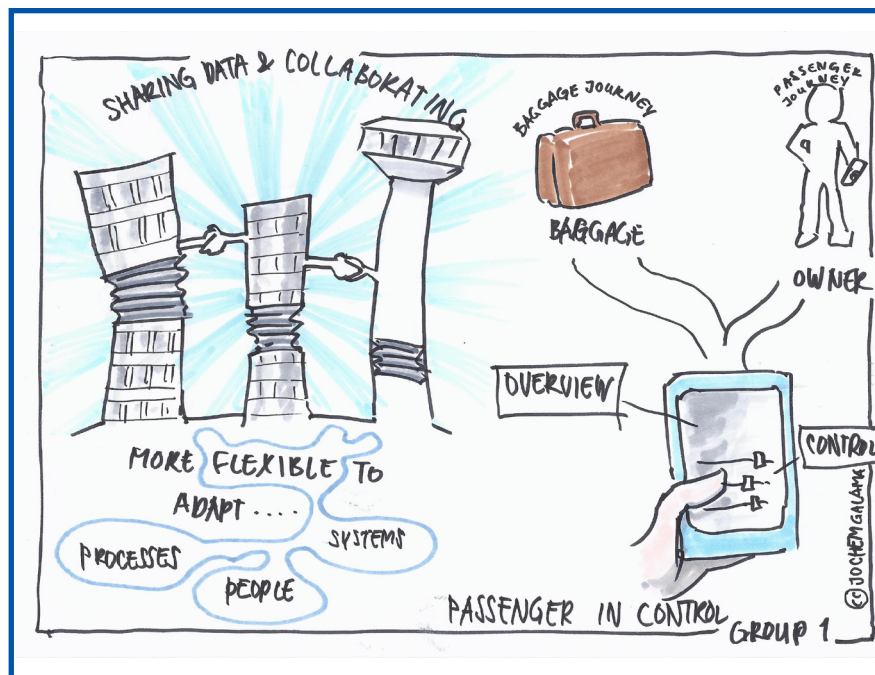 SHARING DATA & COLLABORATING
MORE FLEXIBLE TO
ADAPT ....
PROCESSES
SYSTEMS
PEOPLE
BAGGAGE JOURNEY
BAGGAGE
PASSENGER
JOURNEY
OWNER
OVERVIEW
CONTROL
PASSENGER IN CONTROL
GROUP 1
cc JOCHEMGALAMA